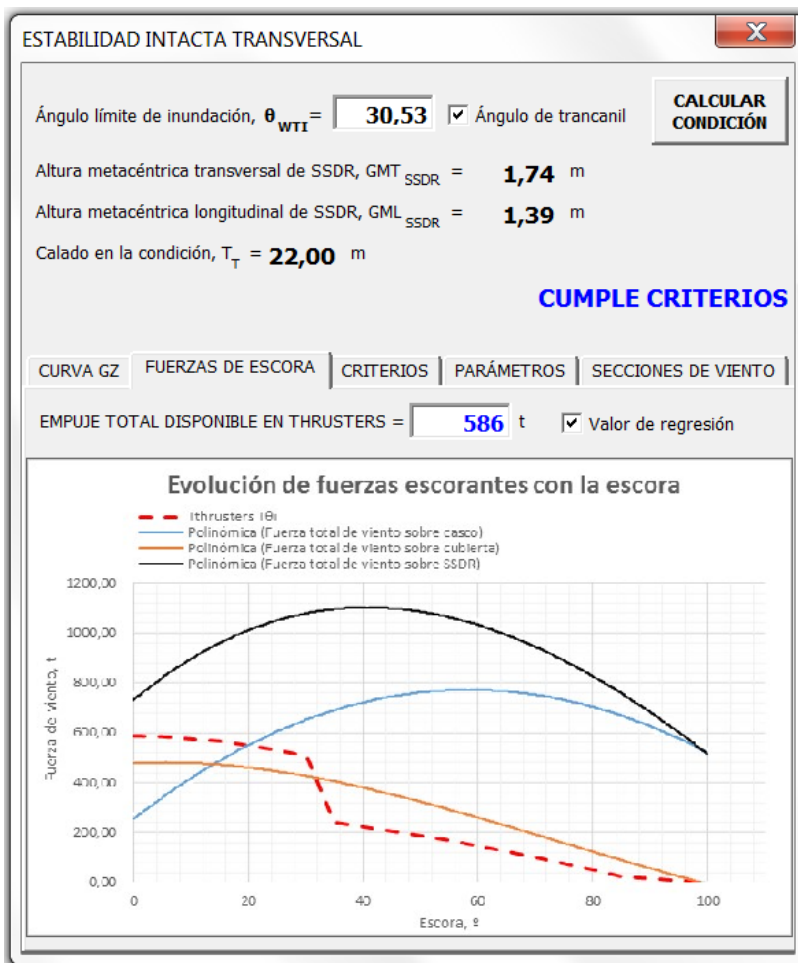 ESTABILIDAD INTACTA TRANSVERSAL
Ángulo límite de inundación, θ WTI = 30,53 Ángulo de trancanil
CALCULAR CONDICIÓN
Altura metacéntrica transversal de SSDR, GMT SSDR = 1,74 m
Altura metacéntrica longitudinal de SSDR, GML SSDR = 1,39 m
Calado en la condición, T T = 22,00 m
CUMPLE CRITERIOS
CURVA GZ FUERZAS DE ESCORA CRITERIOS PARÁMETROS SECCIONES DE VIENTO
EMPUJE TOTAL DISPONIBLE EN THRUSTERS = 586 t Valor de regresión
Evolución de fuerzas escorantes con la escora
Tthrusters (θ)
Polinómica (Fuerza total de viento sobre casco)
Polinómica (Fuerza total de viento sobre cubierta)
Polinómica (Fuerza total de viento sobre SSDR)
Fuerza de viento, t
1200,00
1000,00
800,00
600,00
400,00
200,00
0,00
0 20 40 60 80 100
Escora, º